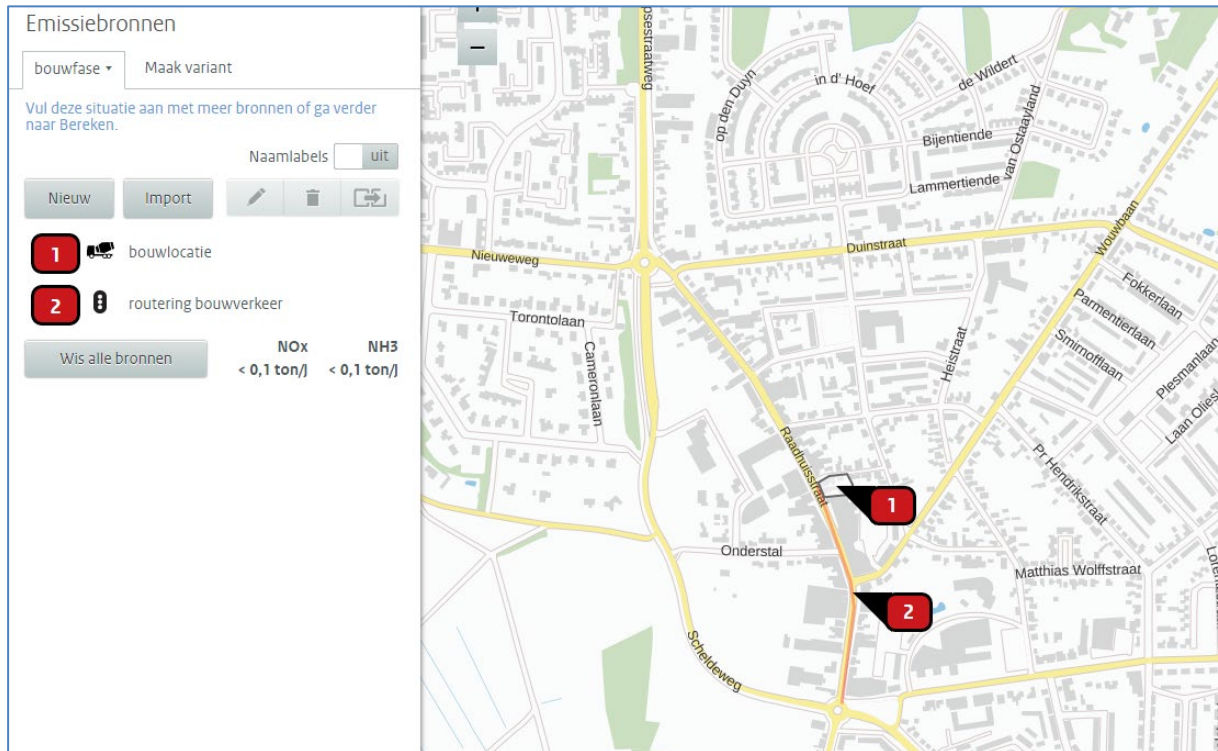 Emissiebronnen
bouwfase
Maak variant
Vul deze situatie aan met meer bronnen of ga verder
naar Bereken.
Naamlabels
uit
Nieuw
Import
1
bouwlocatie
2
routering bouwverkeer
Wis alle bronnen
NOx
NH3
< 0,1 ton/j
< 0,1 ton/j
−
op den Duyn
in d' Hoef
de Wildert
Bijentiende
van Ostaayland
Lammertiende
Duinstraat
Wouwbaan
Nieuweweg
Torontolaan
Cameronlaan
Fokkerlaan
Parmentierlaan
Smirnofflaan
Plesmanlaan
Heistraat
Raadhuisstraat
Pr Hendrikstraat
1
Onderstal
Matthias Wolffstraat
2
Scheldeweg